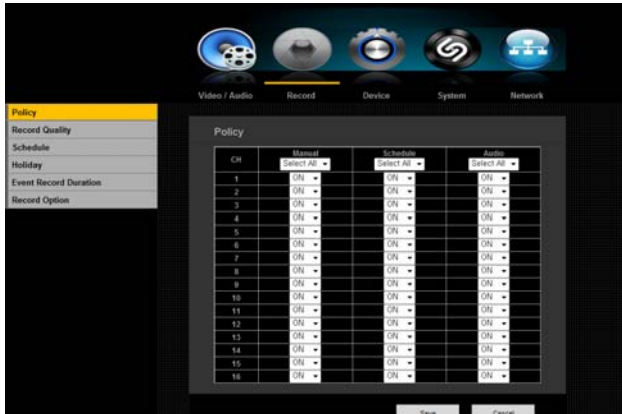 Video / Audio Record Device System Network
Policy
Record Quality
Schedule
Holiday
Event Record Duration
Record Option
Policy
CH Manual Schedule Audio
Select All Select All Select All
1 ON ON ON
2 ON ON ON
3 ON ON ON
4 ON ON ON
5 ON ON ON
6 ON ON ON
7 ON ON ON
8 ON ON ON
9 ON ON ON
10 ON ON ON
11 ON ON ON
12 ON ON ON
13 ON ON ON
14 ON ON ON
15 ON ON ON
16 ON ON ON
Save Cancel